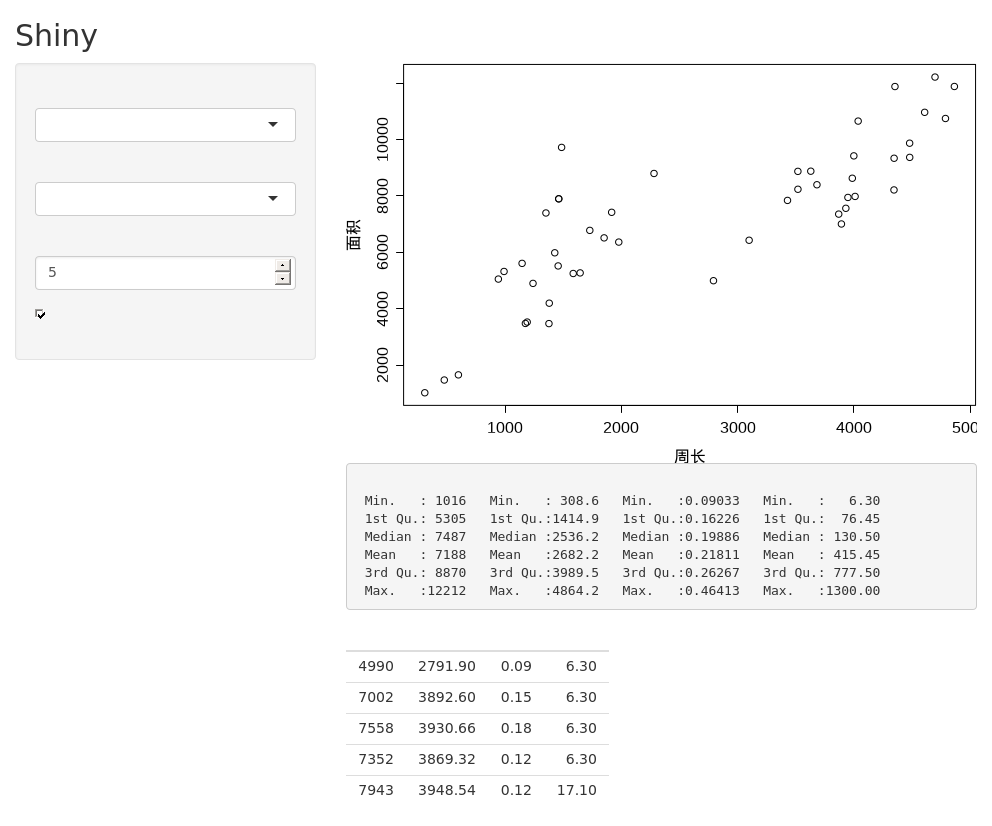 Shiny
5
面积
10000
8000
6000
4000
2000
1000 2000 3000 4000 500
周长
Min.   : 1016   Min.   : 308.6   Min.   :0.09033   Min.   :   6.30
1st Qu.: 5305   1st Qu.:1414.9   1st Qu.:0.16226   1st Qu.:  76.45
Median : 7487   Median :2536.2   Median :0.19886   Median : 130.50
Mean   : 7188   Mean   :2682.2   Mean   :0.21811   Mean   : 415.45
3rd Qu.: 8870   3rd Qu.:3989.5   3rd Qu.:0.26267   3rd Qu.: 777.50
Max.   :12212   Max.   :4864.2   Max.   :0.46413   Max.   :1300.00
4990 2791.90 0.09 6.30
7002 3892.60 0.15 6.30
7558 3930.66 0.18 6.30
7352 3869.32 0.12 6.30
7943 3948.54 0.12 17.10